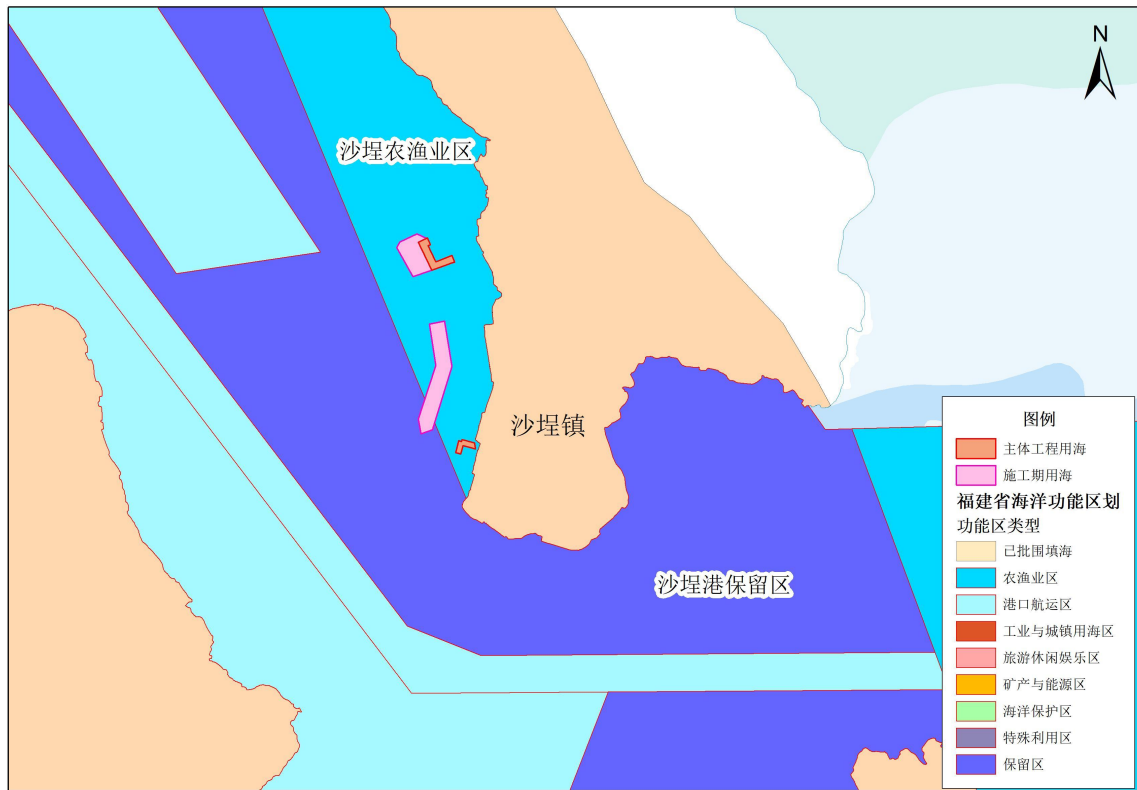 N
沙埕农渔业区
沙埕镇
沙埕港保留区
图例
主体工程用海
施工期用海
福建省海洋功能区划
功能区类型
已批围填海
农渔业区
港口航运区
工业与城镇用海区
旅游休闲娱乐区
矿产与能源区
海洋保护区
特殊利用区
保留区